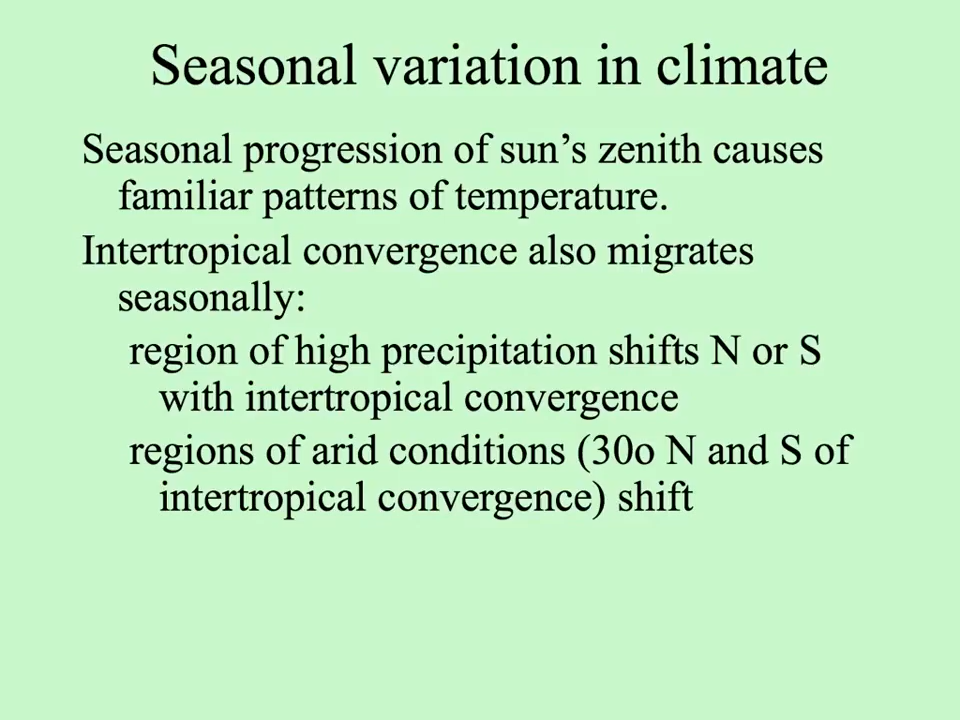 Seasonal variation in climate
Seasonal progression of sun’s zenith causes
familiar patterns of temperature.
Intertropical convergence also migrates
seasonally:
region of high precipitation shifts N or S
with intertropical convergence
regions of arid conditions (30o N and S of
intertropical convergence) shift